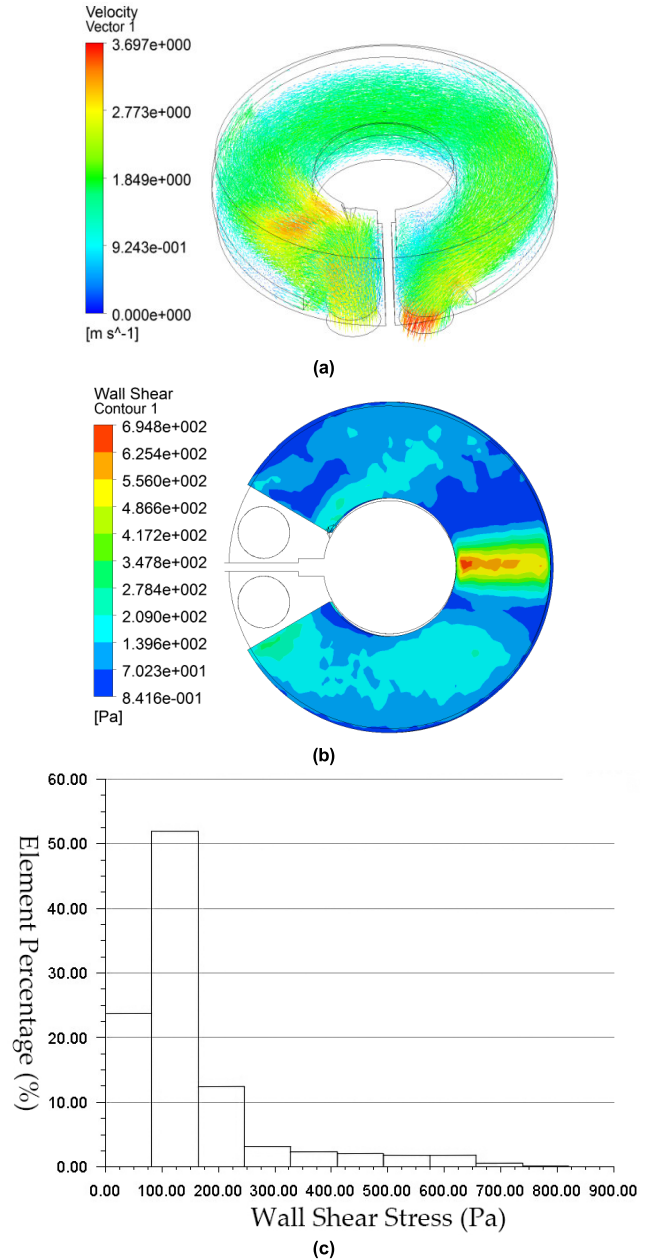 Velocity
Vector 1
3.697e+000
2.773e+000
1.849e+000
9.243e-001
0.000e+000
[m s^-1]
(a)
Wall Shear
Contour 1
6.948e+002
6.254e+002
5.560e+002
4.866e+002
4.172e+002
3.478e+002
2.784e+002
2.090e+002
1.396e+002
7.023e+001
8.416e-001
[Pa]
(b)
60.00
50.00
40.00
30.00
20.00
10.00
0.00
Element Percentage (%)
0.00 100.00 200.00 300.00 400.00 500.00 600.00 700.00 800.00 900.00
Wall Shear Stress (Pa)
(c)